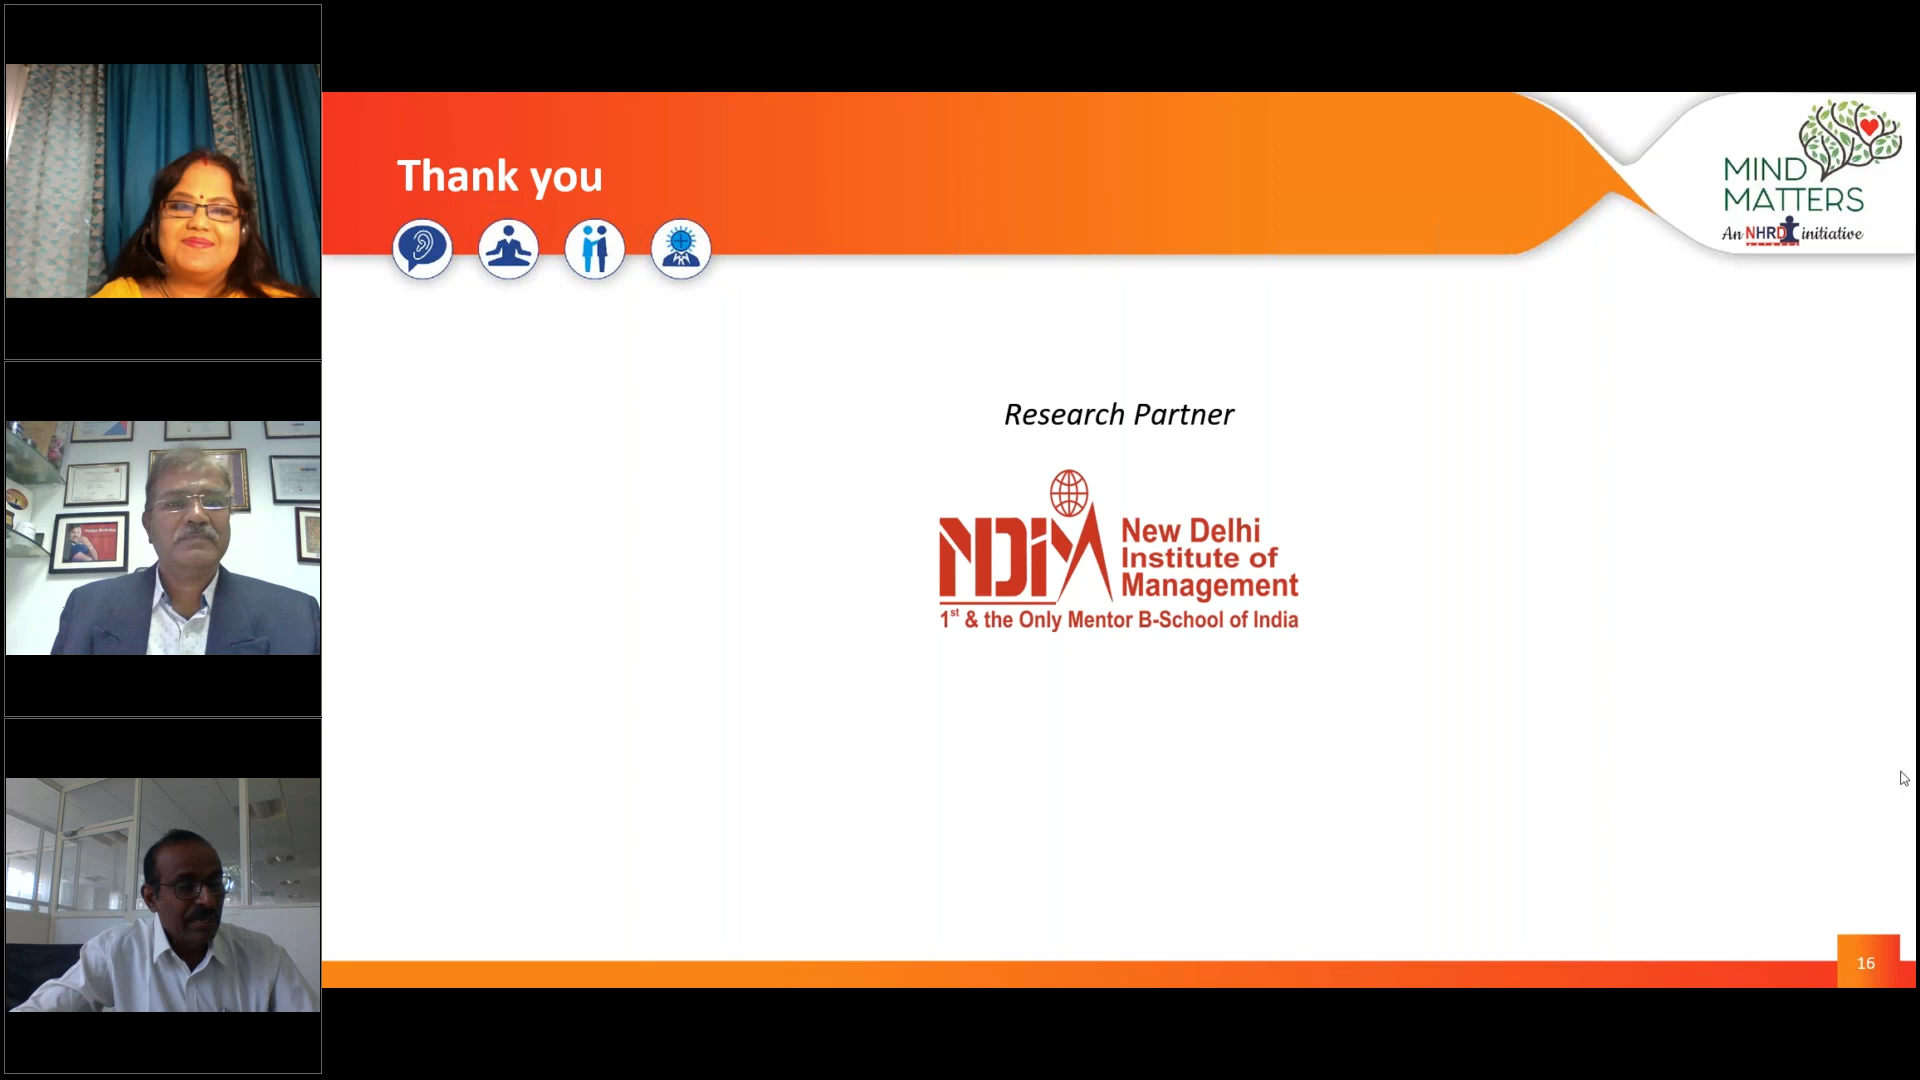 Thank you
MIND
MATTERS
An NHRD initiative
Research Partner
NDiM
New Delhi
Institute of
Management
1st & the Only Mentor B-School of India
16